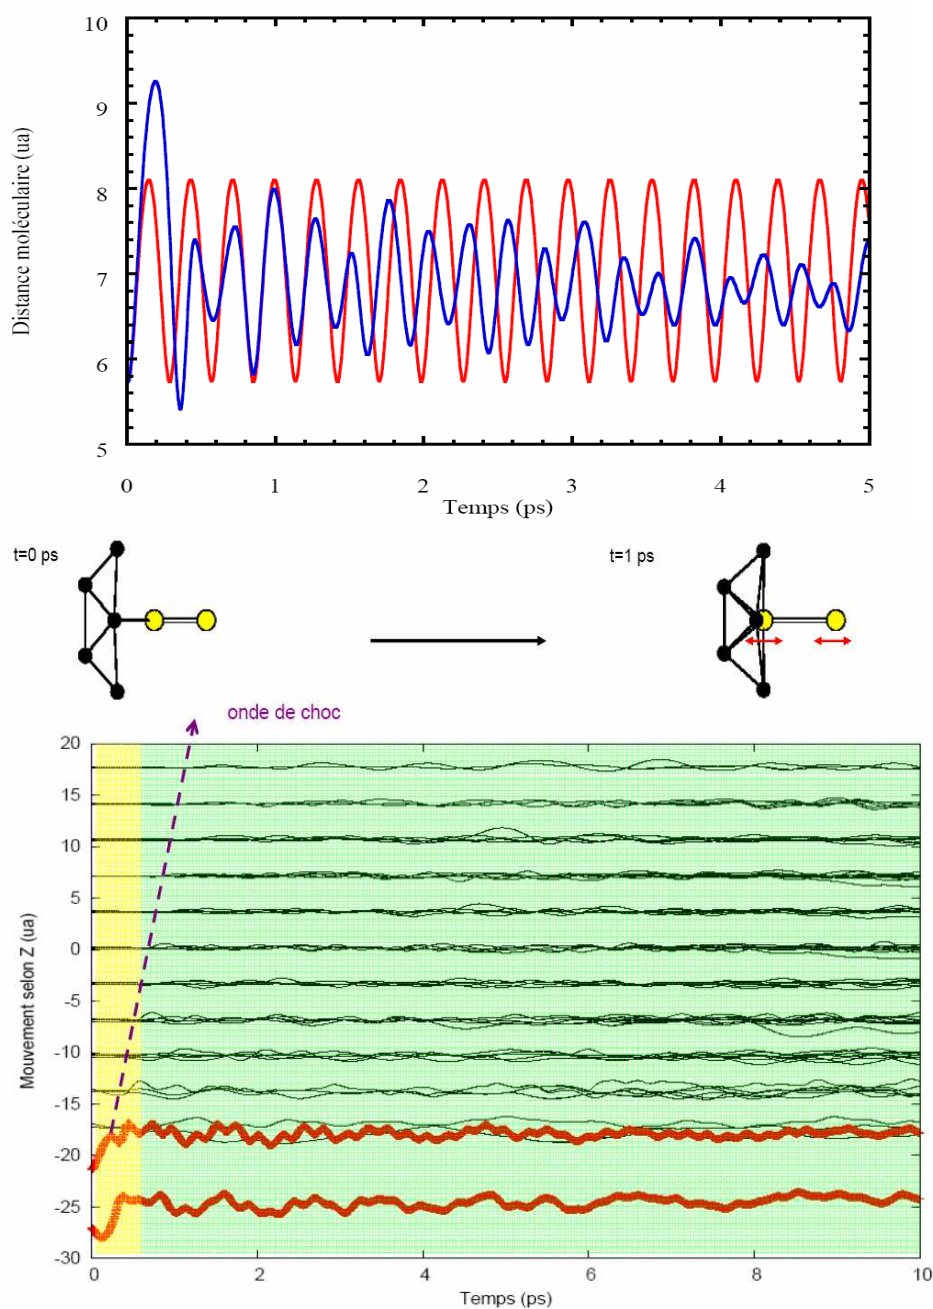 10
9
8
7
6
5
Distance moléculaire (ua)
0 1 2 3 4 5
Temps (ps)
t=0 ps
t=1 ps
onde de choc
20
15
10
5
0
-5
-10
-15
-20
-25
-30
Mouvement selon Z (ua)
0 2 4 6 8 10
Temps (ps)